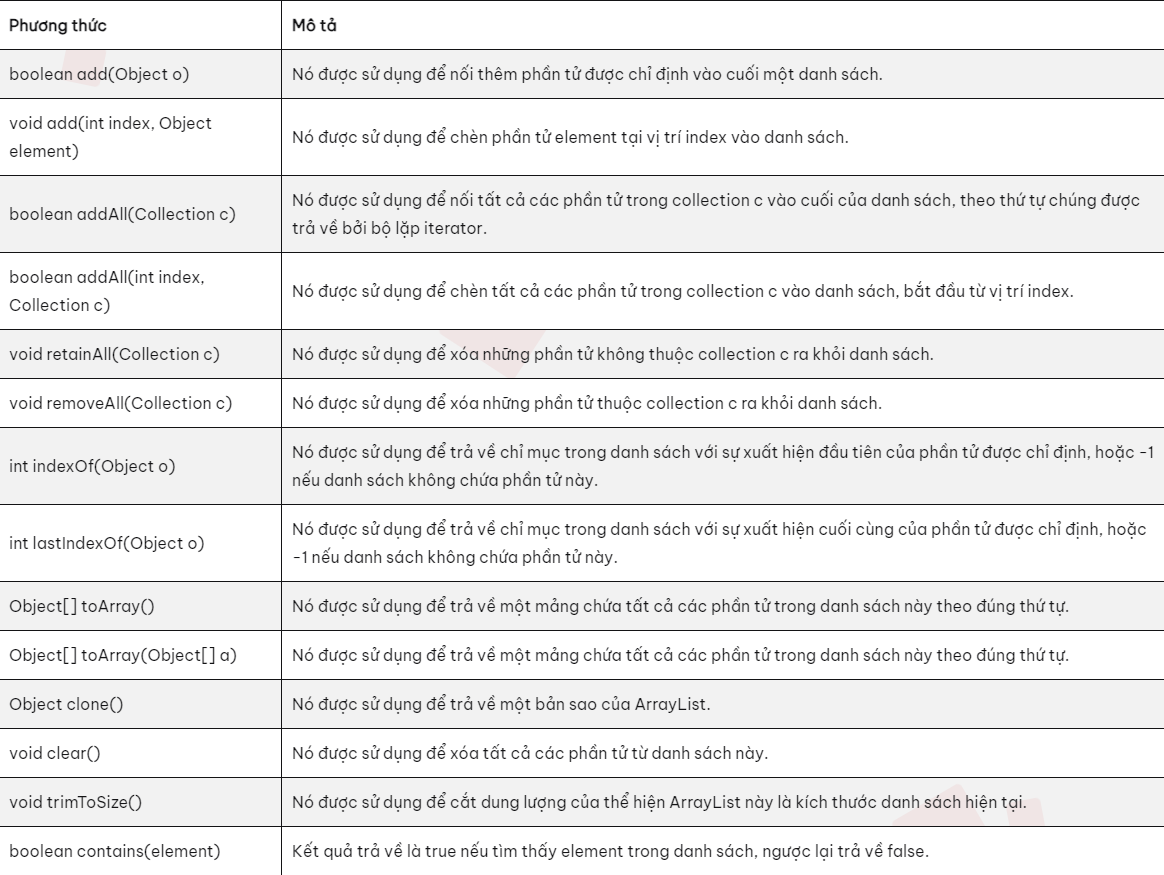 Phương thức
Mô tả
boolean add(Object o)
Nó được sử dụng để nối thêm phần tử được chỉ định vào cuối một danh sách.
void add(int index, Object
element)
Nó được sử dụng để chèn phần tử element tại vị trí index vào danh sách.
boolean addAll(Collection c)
Nó được sử dụng để nối tất cả các phần tử trong collection c vào cuối của danh sách, theo thứ tự chúng được
trả về bởi bộ lặp iterator.
boolean addAll(int index,
Collection c)
Nó được sử dụng để chèn tất cả các phần tử trong collection c vào danh sách, bắt đầu từ vị trí index.
void retainAll(Collection c)
Nó được sử dụng để xóa những phần tử không thuộc collection c ra khỏi danh sách.
void removeAll(Collection c)
Nó được sử dụng để xóa những phần tử thuộc collection c ra khỏi danh sách.
int indexOf(Object o)
Nó được sử dụng để trả về chỉ mục trong danh sách với sự xuất hiện đầu tiên của phần tử được chỉ định, hoặc -1
nếu danh sách không chứa phần tử này.
int lastIndexOf(Object o)
Nó được sử dụng để trả về chỉ mục trong danh sách với sự xuất hiện cuối cùng của phần tử được chỉ định, hoặc
-1 nếu danh sách không chứa phần tử này.
Object[] toArray()
Nó được sử dụng để trả về một mảng chứa tất cả các phần tử trong danh sách này theo đúng thứ tự.
Object[] toArray(Object[] a)
Nó được sử dụng để trả về một mảng chứa tất cả các phần tử trong danh sách này theo đúng thứ tự.
Object clone()
Nó được sử dụng để trả về một bản sao của ArrayList.
void clear()
Nó được sử dụng để xóa tất cả các phần tử từ danh sách này.
void trimToSize()
Nó được sử dụng để cắt dung lượng của thể hiện ArrayList này là kích thước danh sách hiện tại.
boolean contains(element)
Kết quả trả về là true nếu tìm thấy element trong danh sách, ngược lại trả về false.